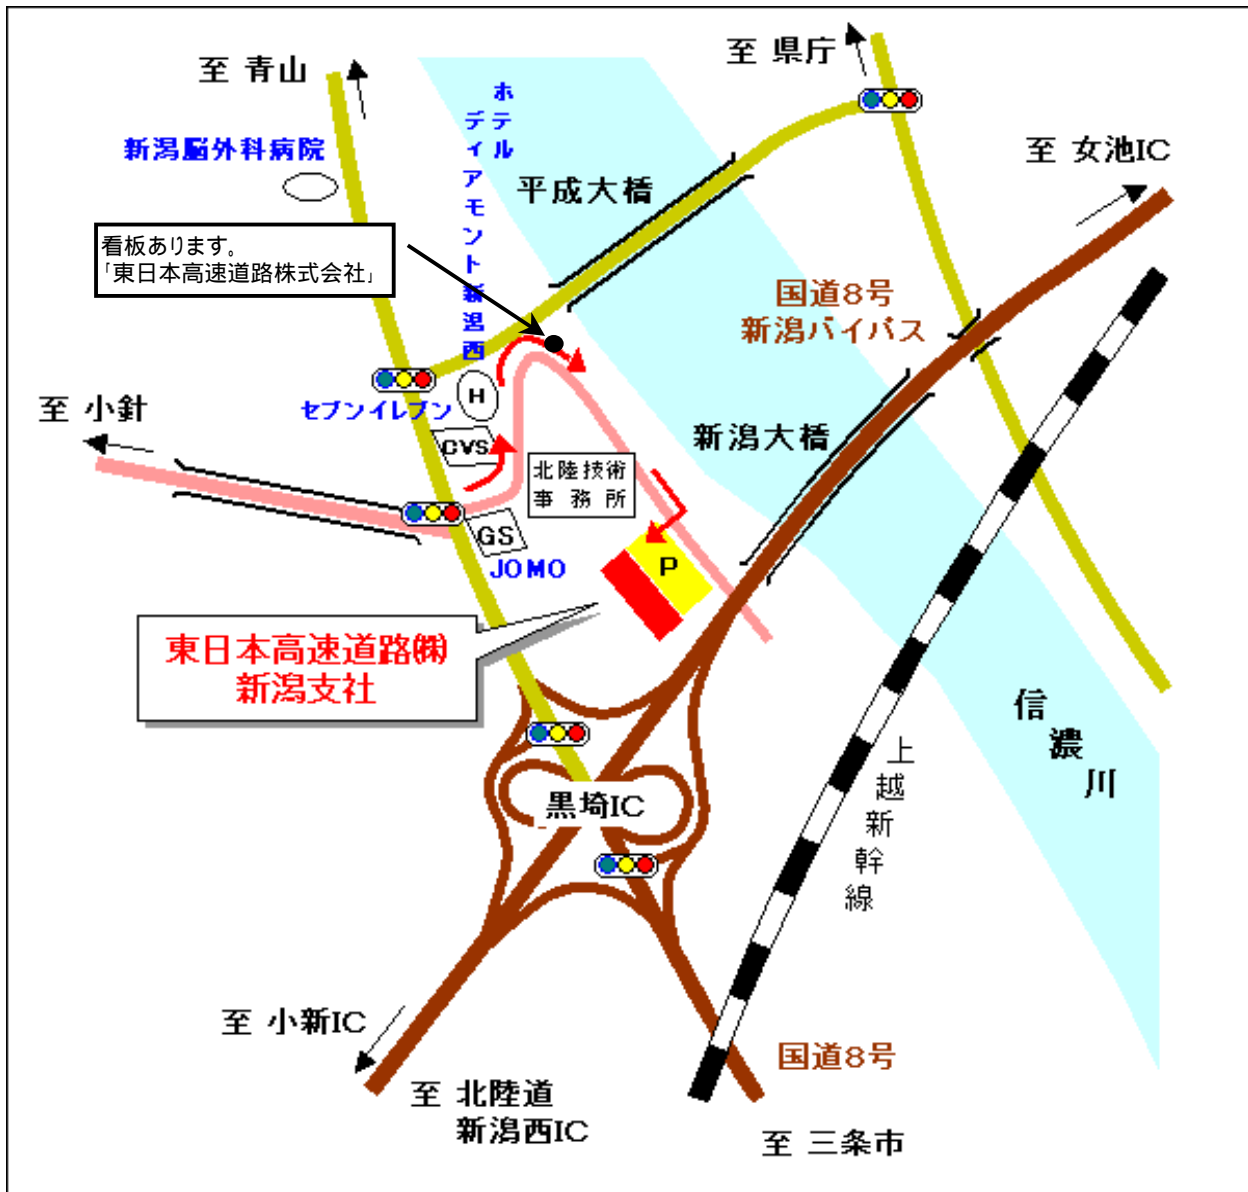 至 青山
至 県庁
新潟脳外科病院
ホテル
ディアモント新潟西
至 女池IC
平成大橋
看板あります。
「東日本高速道路株式会社」
国道8号
新潟バイパス
至 小針
セブンイレブン
H
CVS
新潟大橋
北陸技術
事務所
GS
JOMO
P
東日本高速道路㈱
新潟支社
信濃川
上越新幹線
黒埼IC
至 小新IC
国道8号
至 北陸道
新潟西IC
至 三条市